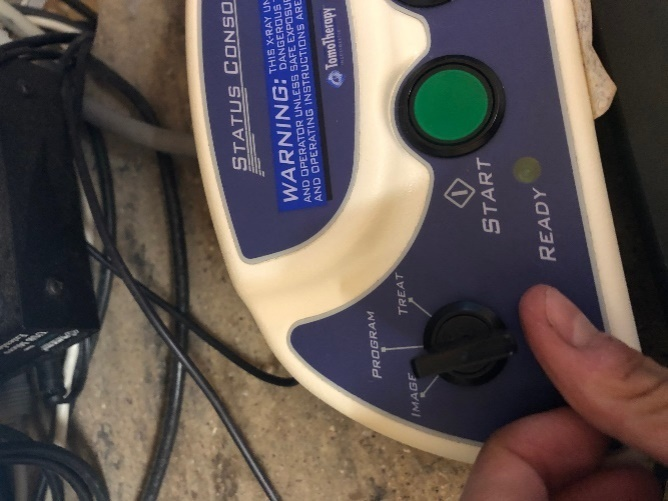 STATUS CONSO
WARNING: THIS X-RAY UN
DANGEROUS
AND OPERATOR UNLESS SAFE EXPOSU
AND OPERATING INSTRUCTIONS ARE
TomoTherapy
START
READY
TREAT
PROGRAM
IMAGE